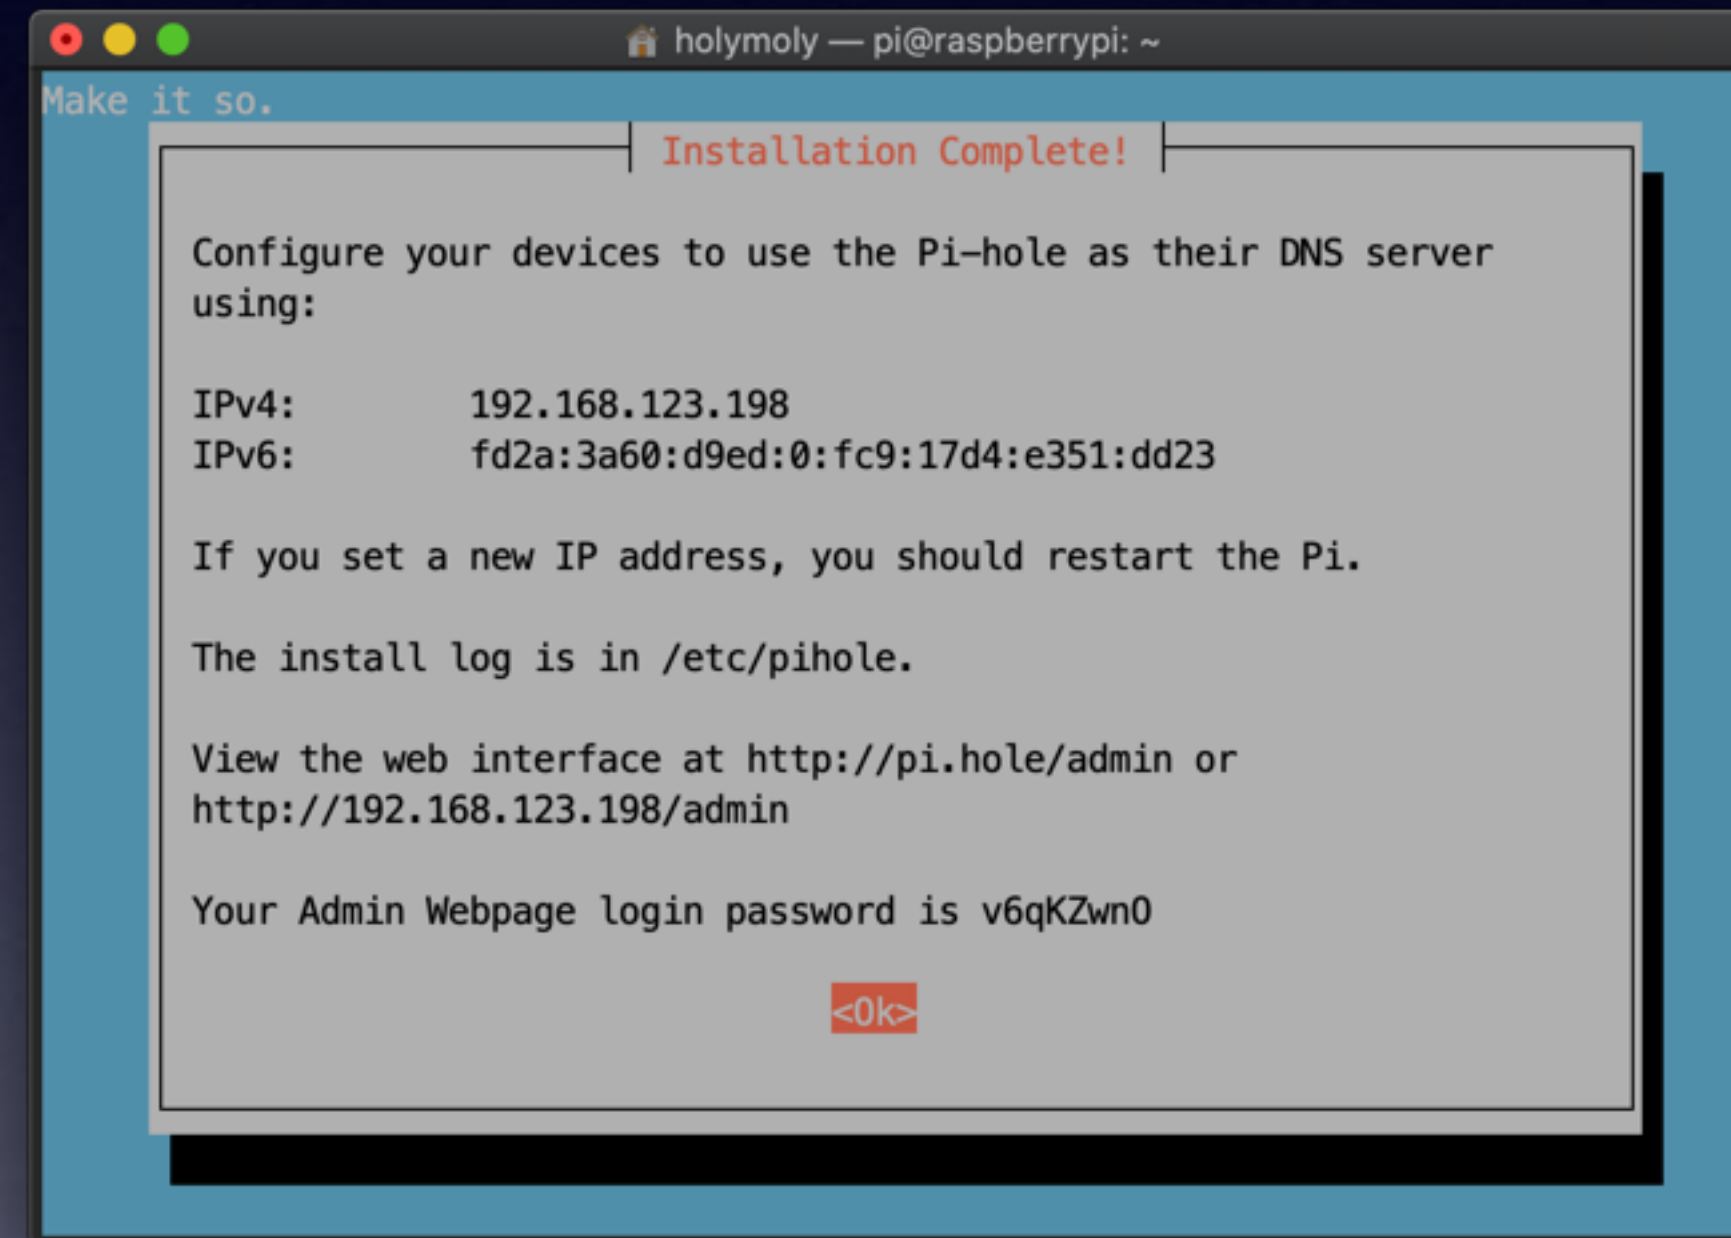 holymoly — pi@raspberrypi: ~
Make it so.
Installation Complete!
Configure your devices to use the Pi-hole as their DNS server
using:
IPv4: 192.168.123.198
IPv6: fd2a:3a60:d9ed:0:fc9:17d4:e351:dd23
If you set a new IP address, you should restart the Pi.
The install log is in /etc/pihole.
View the web interface at http://pi.hole/admin or
http://192.168.123.198/admin
Your Admin Webpage login password is v6qKZwnO
<Ok>